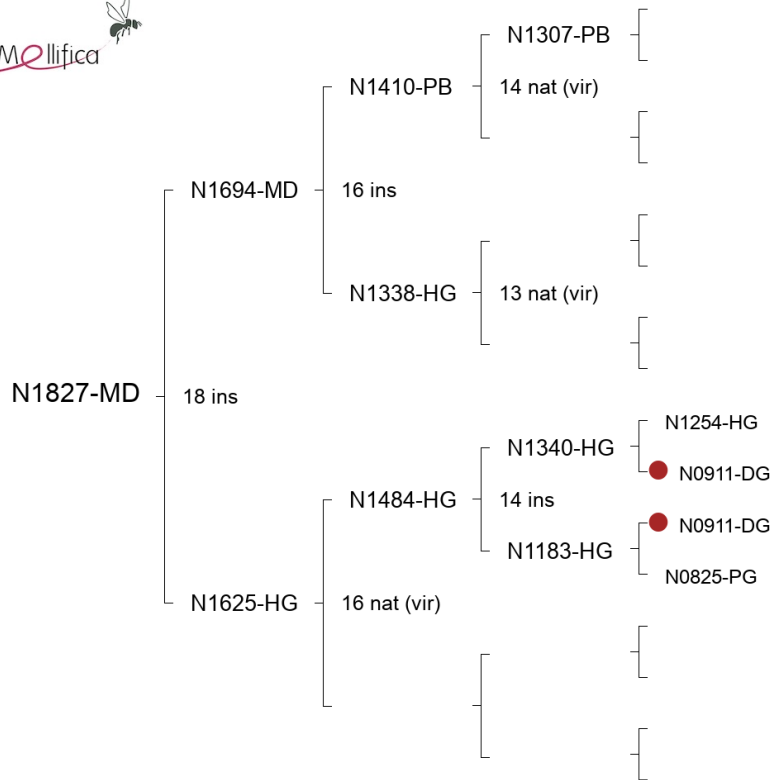 Mellifica
N1307-PB
N1410-PB
14 nat (vir)
N1694-MD
16 ins
N1338-HG
13 nat (vir)
N1827-MD
18 ins
N1254-HG
N1340-HG
N0911-DG
N1484-HG
14 ins
N0911-DG
N1183-HG
N0825-PG
N1625-HG
16 nat (vir)